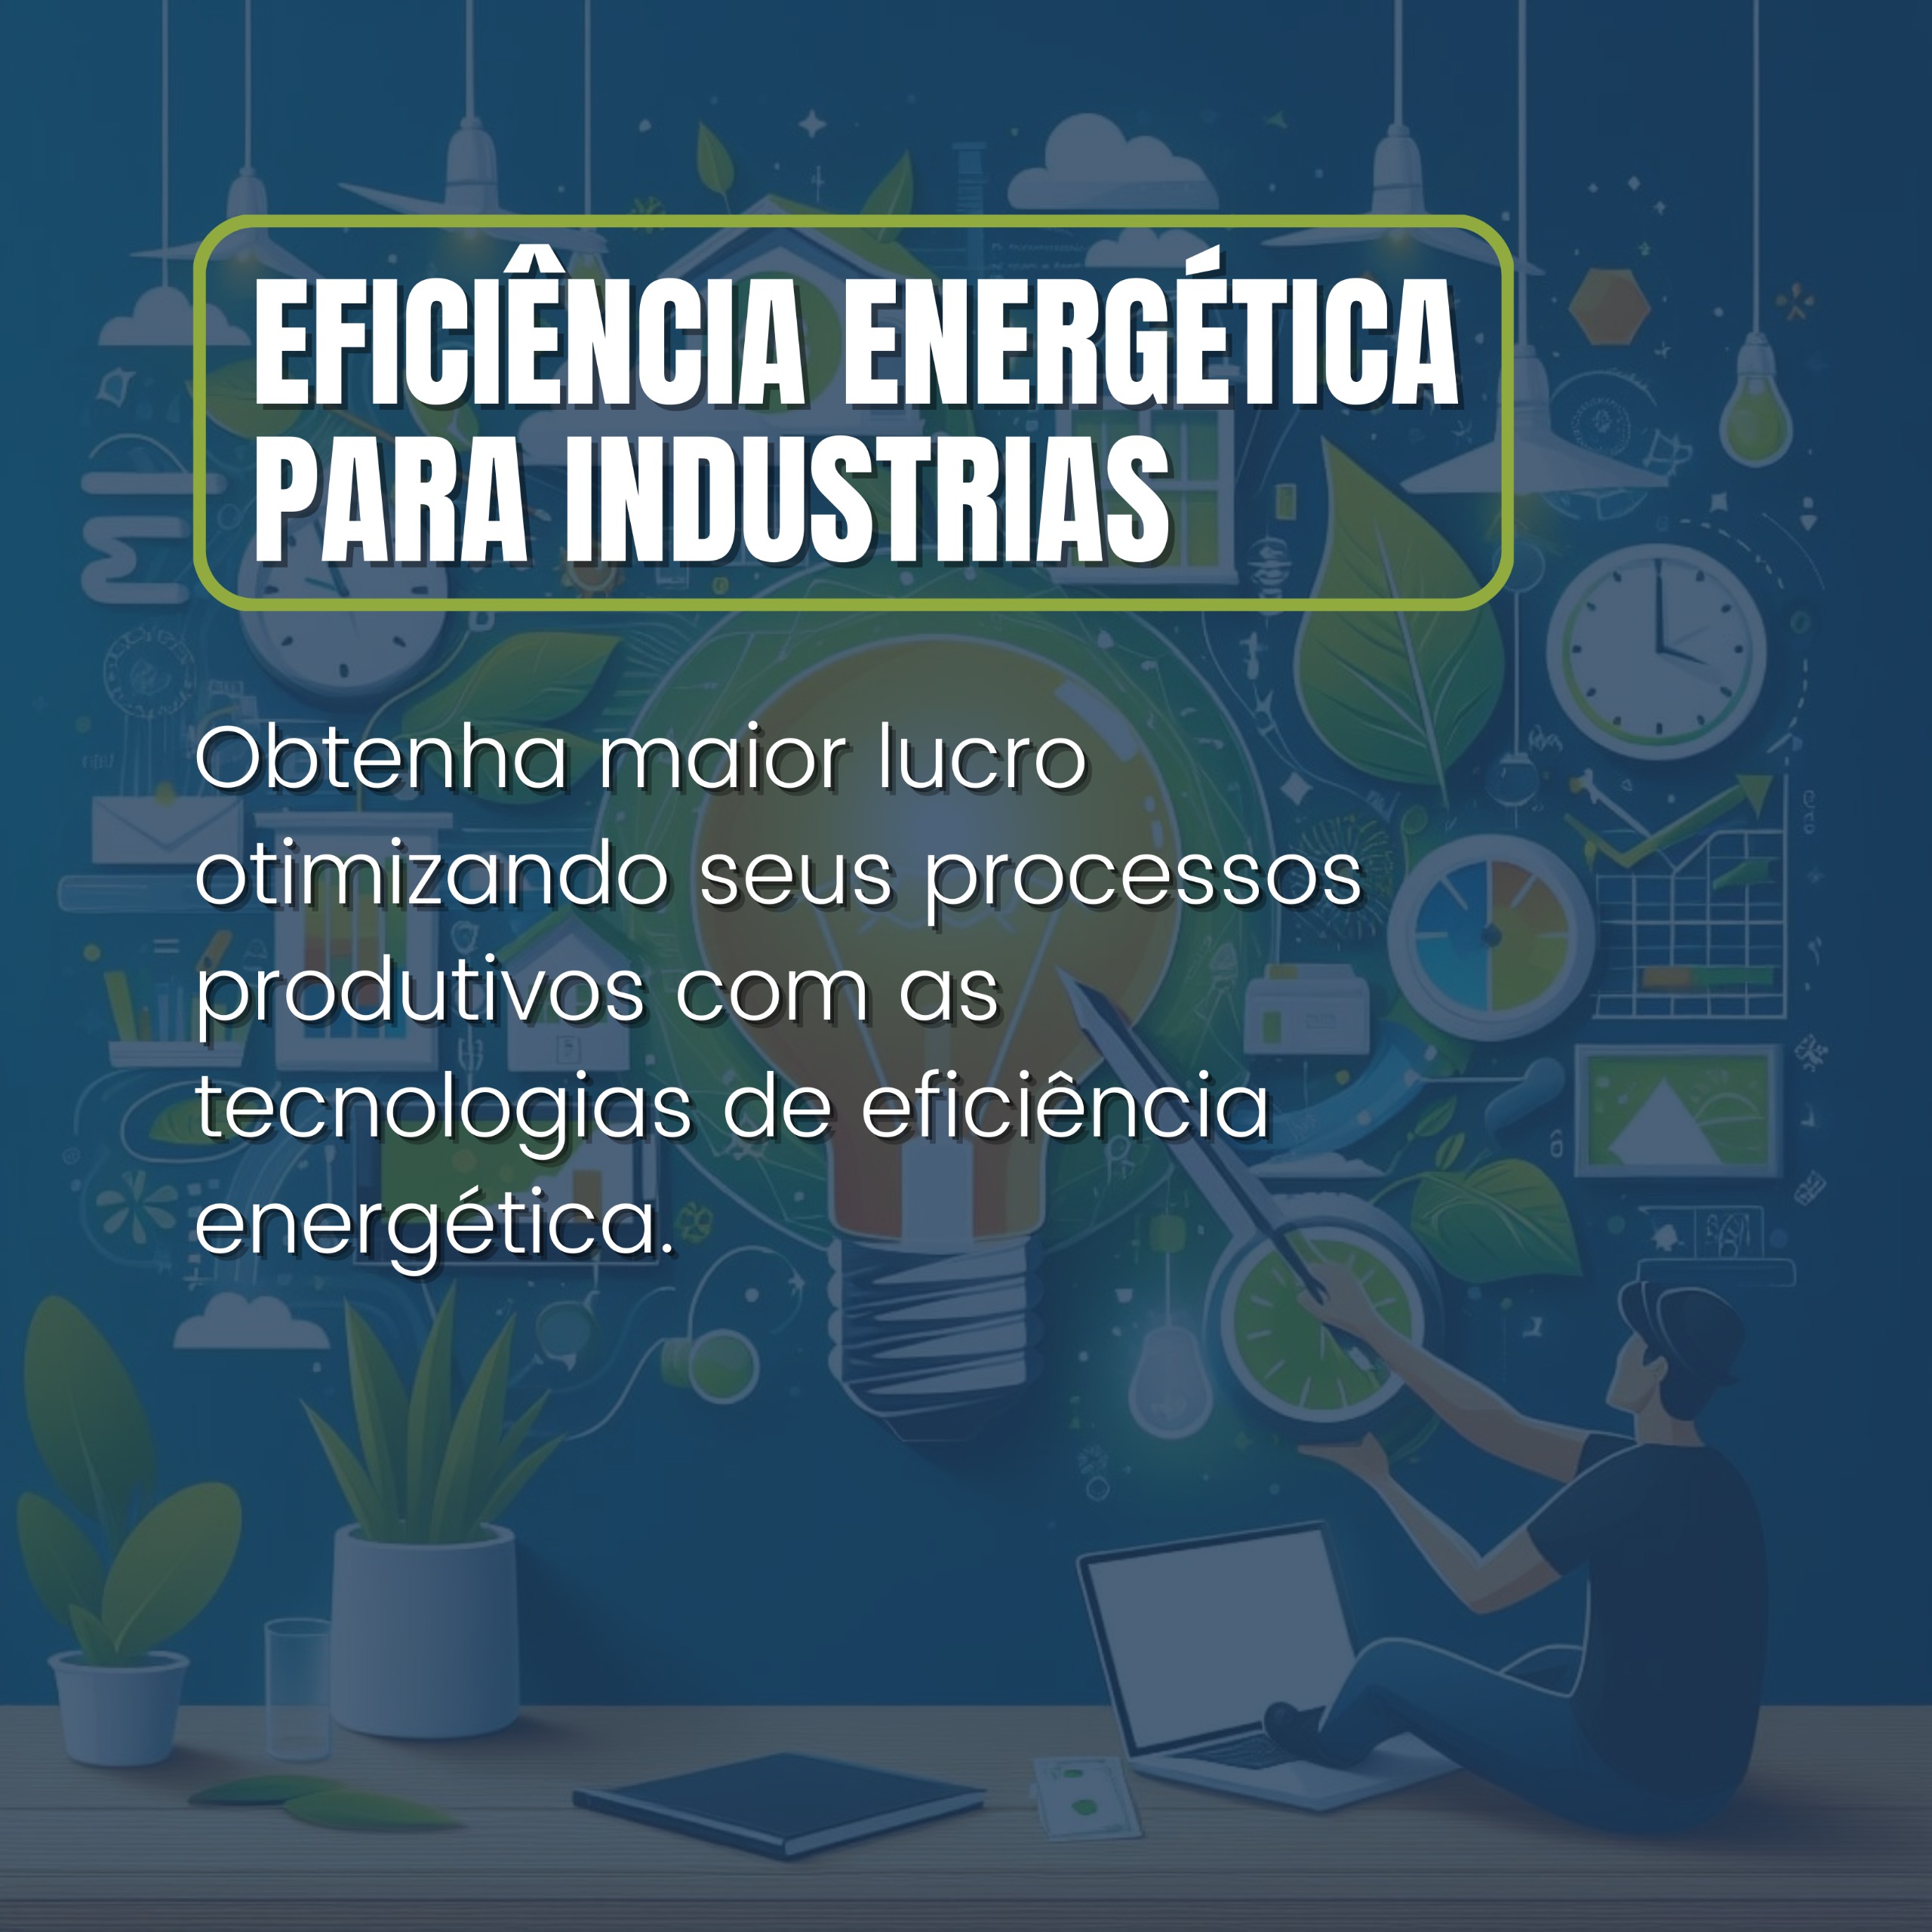 EFICIÊNCIA ENERGÉTICA
PARA INDUSTRIAS
Obtenha maior lucro
otimizando seus processos
produtivos com as
tecnologias de eficiência
energética.